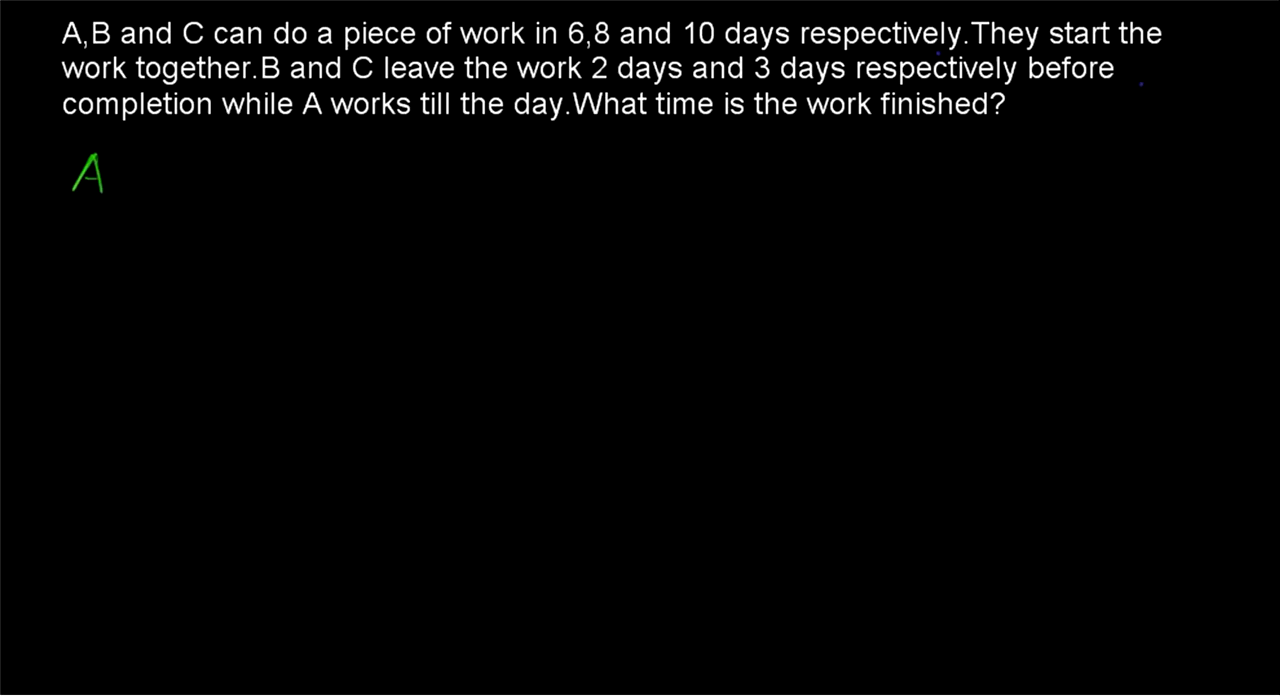 A,B and C can do a piece of work in 6,8 and 10 days respectively.They start the
work together.B and C leave the work 2 days and 3 days respectively before
completion while A works till the day.What time is the work finished?
A